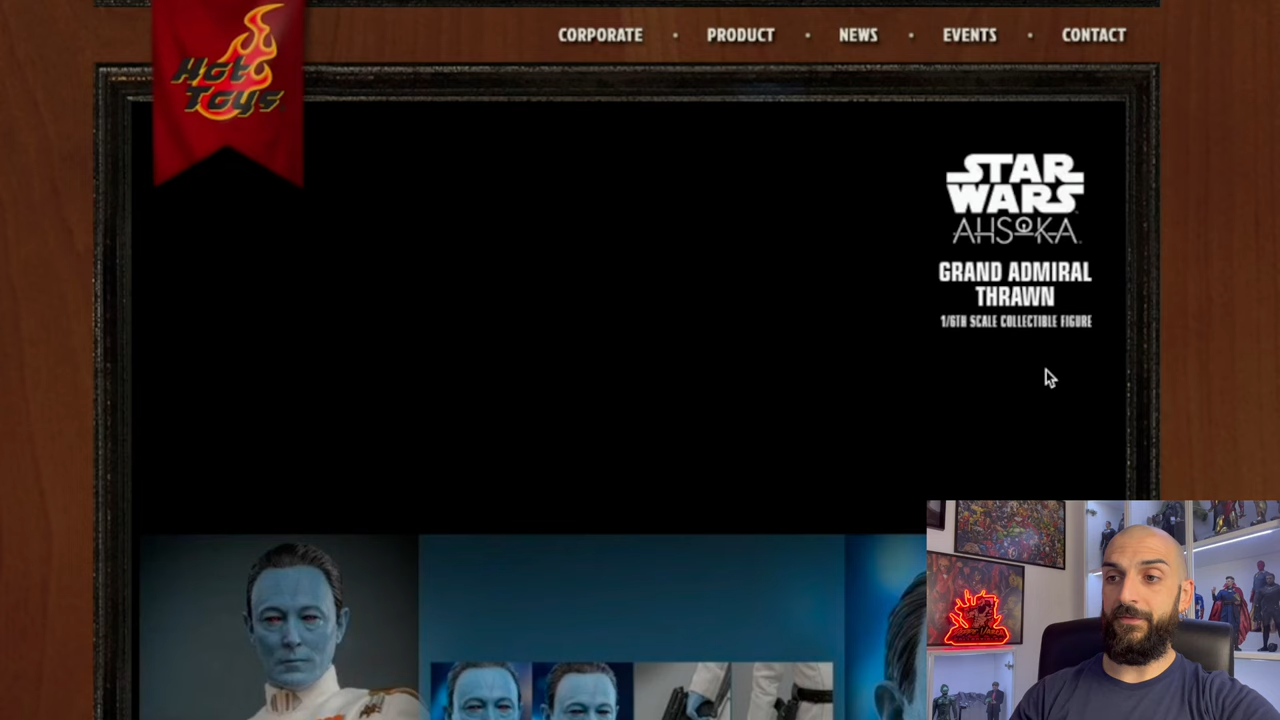 Hot
Toys
CORPORATE • PRODUCT • NEWS • EVENTS • CONTACT
STAR
WARS
AHSOKA
GRAND ADMIRAL
THRAWN
1/6TH SCALE COLLECTIBLE FIGURE